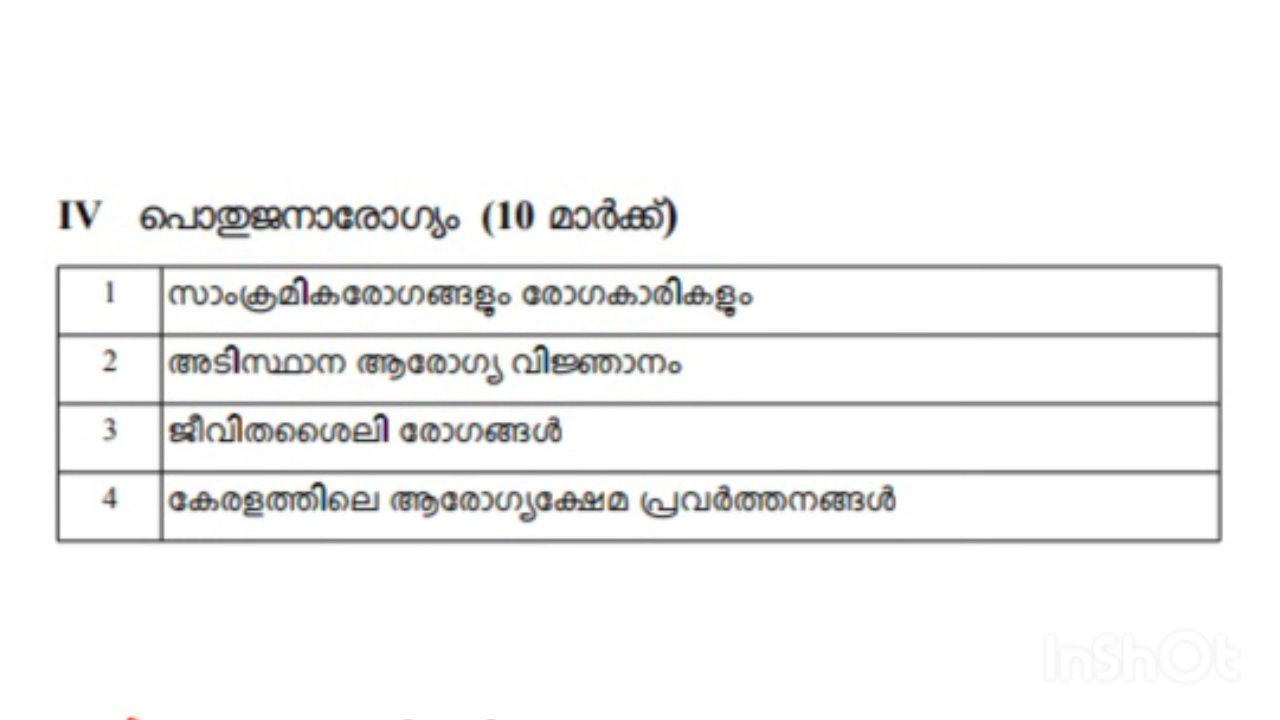 IV പൊതുജനാരോഗ്യം (10 മാർക്ക്)
1 സാംക്രമികരോഗങ്ങളും രോഗകാരികളും
2 അടിസ്ഥാന ആരോഗ്യ വിജ്ഞാനം
3 ജീവിതശൈലി രോഗങ്ങൾ
4 കേരളത്തിലെ ആരോഗ്യക്ഷേമ പ്രവർത്തനങ്ങൾ
InShOt